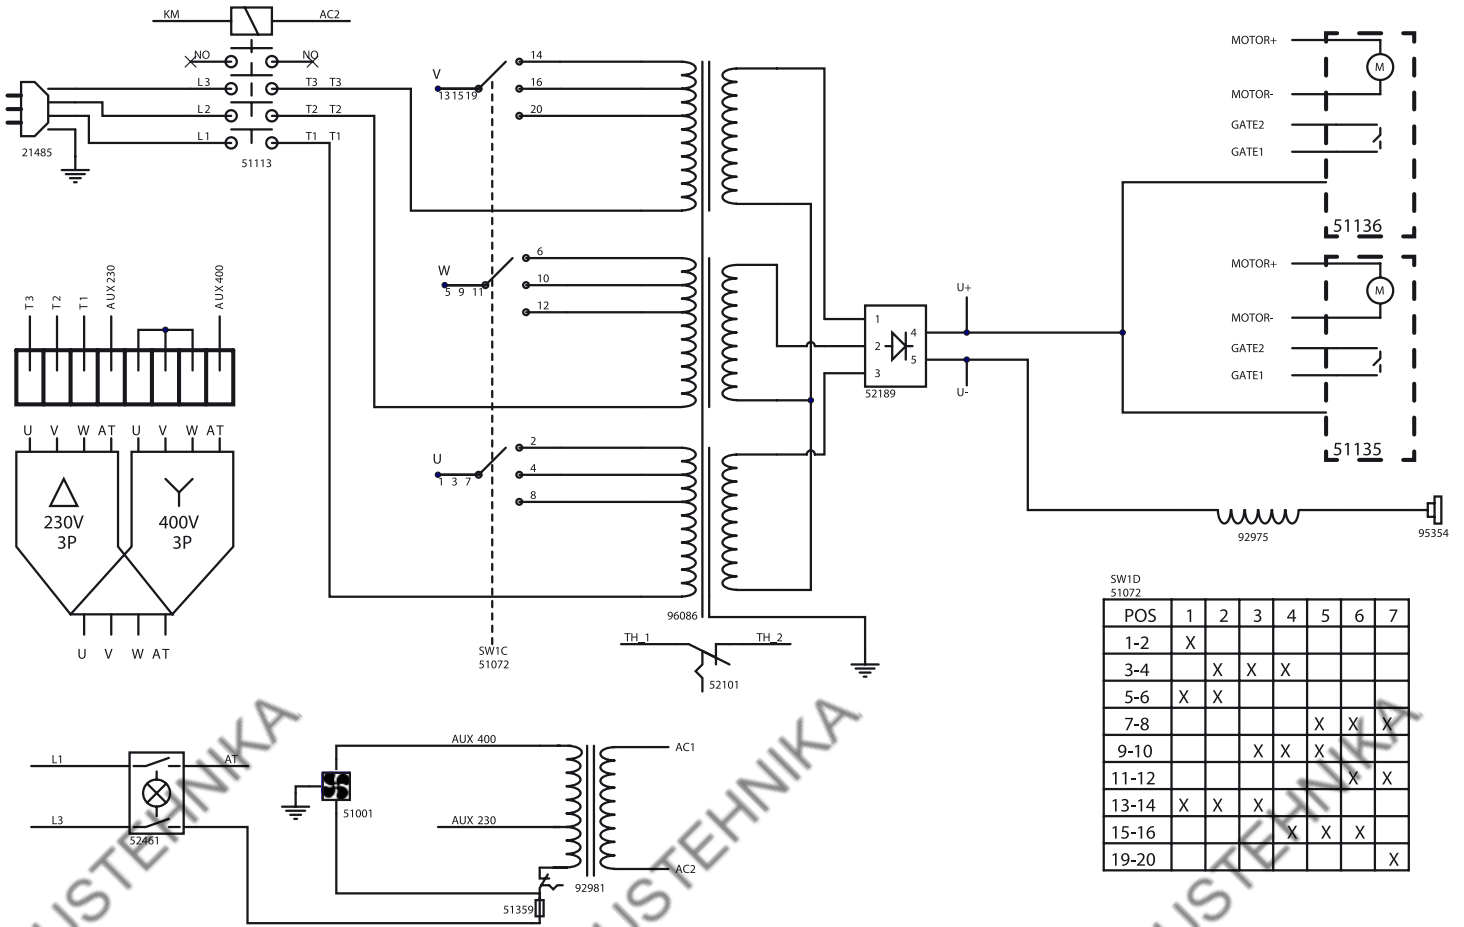 KM AC2
NO NO
L3 T3 T3
L2 T2 T2
L1 T1 T1
21485
51113
V
13 15 19
14
16
20
W
5 9 11
6
10
12
U
1 3 7
2
4
8
SW1C
51072
96086
TH_1 TH_2
52101
1
2
3
4
5
52189
U+
U-
MOTOR+
M
MOTOR-
GATE2
GATE1
51136
MOTOR+
M
MOTOR-
GATE2
GATE1
51135
92975
95354
T3 T2 T1 AUX 230 AUX 400
U V W AT U V W AT
230V
3P
400V
3P
U V W AT
L1 AT
L3
52461
51001
AUX 400
AUX 230
AC1
AC2
92981
51359
SW1D
51072
POS 1 2 3 4 5 6 7
1-2 X
3-4 X X X
5-6 X X
7-8 X X X
9-10 X X X
11-12 X X
13-14 X X X
15-16 X X X
19-20 X
USTEHNIKA
USTEHNIKA
USTEHNIKA